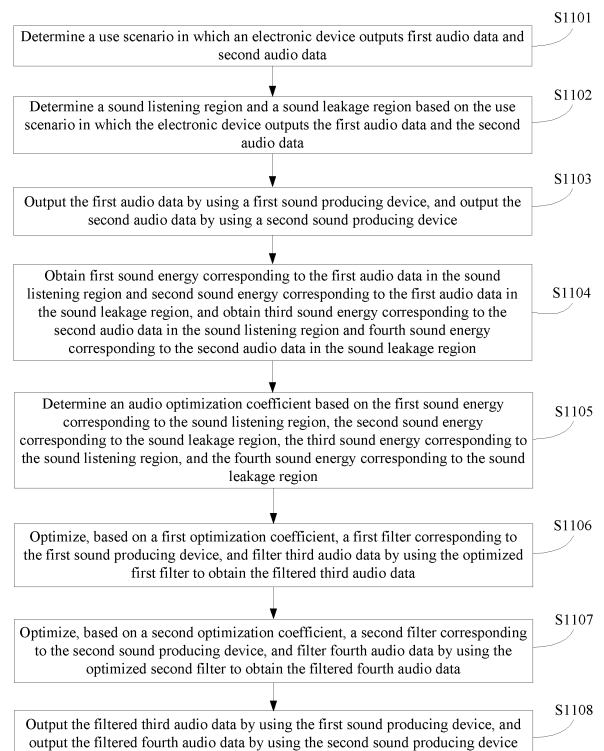 S1101
Determine a use scenario in which an electronic device outputs first audio data and
second audio data
S1102
Determine a sound listening region and a sound leakage region based on the use
scenario in which the electronic device outputs the first audio data and the second
audio data
S1103
Output the first audio data by using a first sound producing device, and output the
second audio data by using a second sound producing device
S1104
Obtain first sound energy corresponding to the first audio data in the sound
listening region and second sound energy corresponding to the first audio data in
the sound leakage region, and obtain third sound energy corresponding to the
second audio data in the sound listening region and fourth sound energy
corresponding to the second audio data in the sound leakage region
S1105
Determine an audio optimization coefficient based on the first sound energy
corresponding to the sound listening region, the second sound energy
corresponding to the sound leakage region, the third sound energy corresponding to
the sound listening region, and the fourth sound energy corresponding to the sound
leakage region
S1106
Optimize, based on a first optimization coefficient, a first filter corresponding to
the first sound producing device, and filter third audio data by using the optimized
first filter to obtain the filtered third audio data
S1107
Optimize, based on a second optimization coefficient, a second filter corresponding
to the second sound producing device, and filter fourth audio data by using the
optimized second filter to obtain the filtered fourth audio data
S1108
Output the filtered third audio data by using the first sound producing device, and
output the filtered fourth audio data by using the second sound producing device